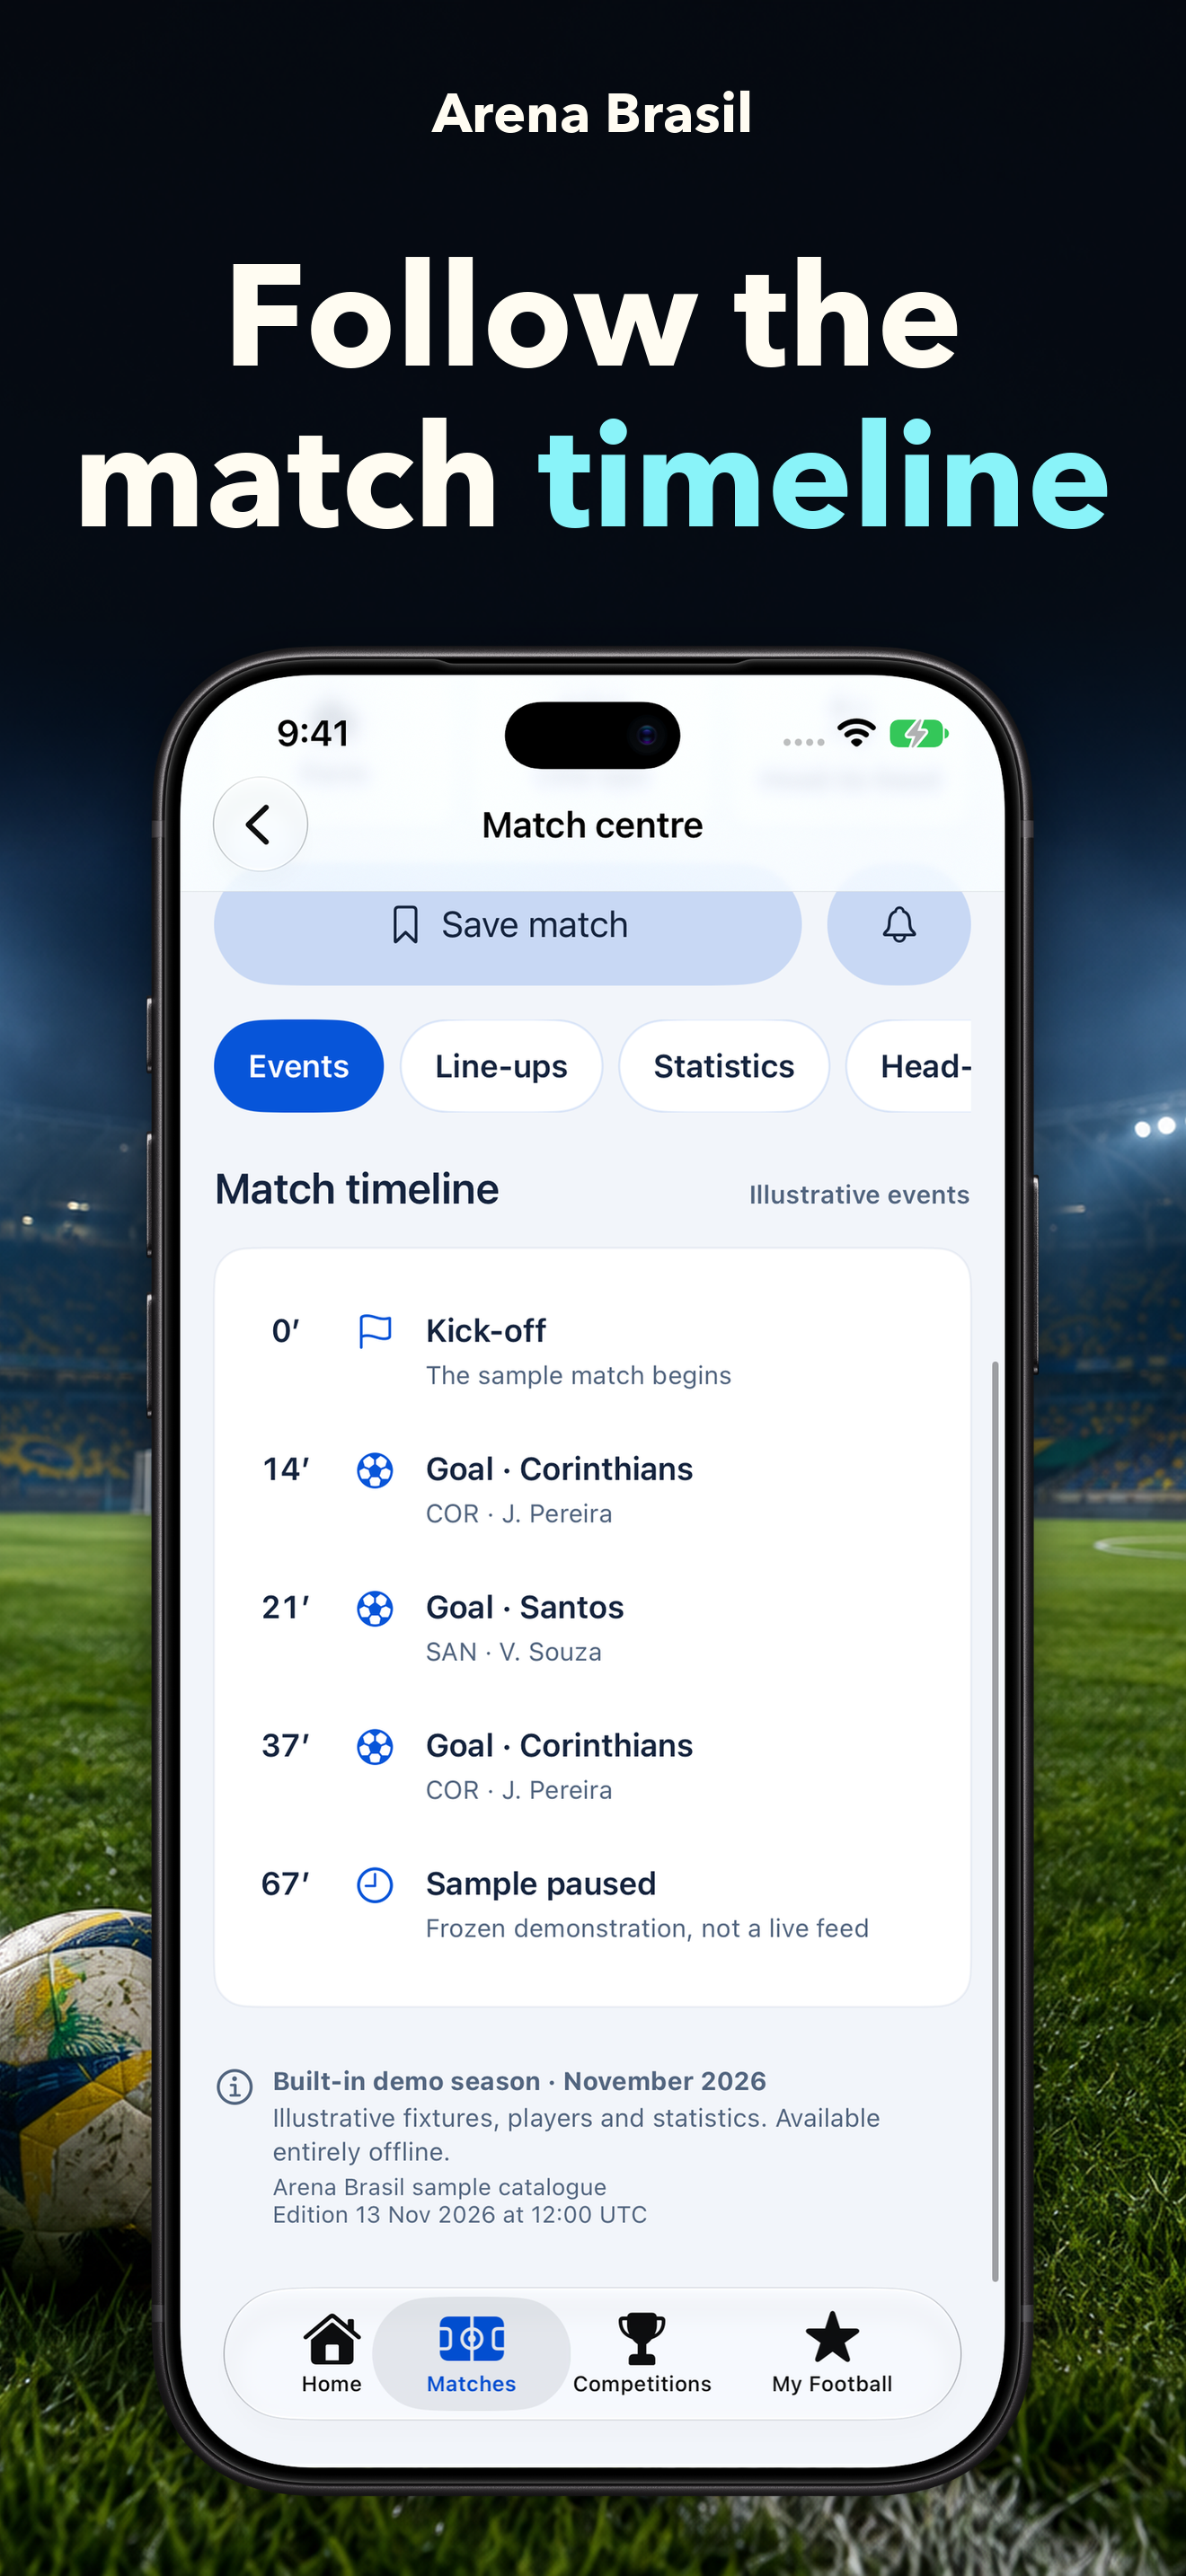 Arena Brasil
Follow the
match timeline
9:41
Match centre
Save match
Events
Line-ups
Statistics
Head-
Match timeline
Illustrative events
0′
Kick-off
The sample match begins
14′
Goal · Corinthians
COR · J. Pereira
21′
Goal · Santos
SAN · V. Souza
37′
Goal · Corinthians
COR · J. Pereira
67′
Sample paused
Frozen demonstration, not a live feed
Built-in demo season · November 2026
Illustrative fixtures, players and statistics. Available
entirely offline.
Arena Brasil sample catalogue
Edition 13 Nov 2026 at 12:00 UTC
Home
Matches
Competitions
My Football